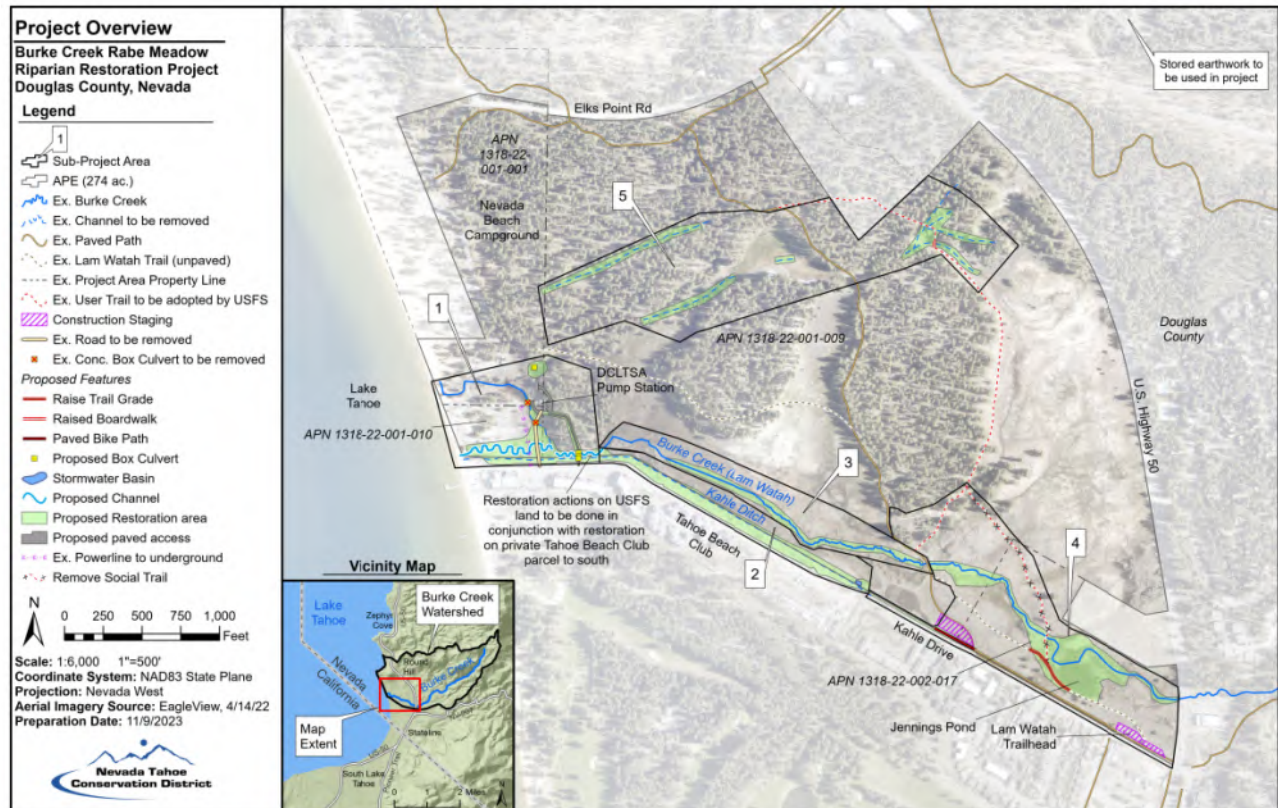 Project Overview
Burke Creek Rabe Meadow
Riparian Restoration Project
Douglas County, Nevada
Legend
1
Sub-Project Area
APE (274 ac.)
Ex. Burke Creek
Ex. Channel to be removed
Ex. Paved Path
Ex. Lam Watah Trail (unpaved)
Ex. Project Area Property Line
Ex. User Trail to be adopted by USFS
Construction Staging
Ex. Road to be removed
Ex. Conc. Box Culvert to be removed
Proposed Features
Raise Trail Grade
Raised Boardwalk
Paved Bike Path
Proposed Box Culvert
Stormwater Basin
Proposed Channel
Proposed Restoration area
Proposed paved access
Ex. Powerline to underground
Remove Social Trail
N
0 250 500 1,000
Feet
Scale: 1:6,000 1"=500'
Coordinate System: NAD83 State Plane
Projection: Nevada West
Aerial Imagery Source: EagleView, 4/14/22
Preparation Date: 11/9/2023
Nevada Tahoe
Conservation District
Stored earthwork to
be used in project
Elks Point Rd
APN
1318-22-
001-001
Nevada
Beach
Campground
5
1
APN 1318-22-001-009
Douglas
County
U.S. Highway 50
DCLTSA
Pump Station
Lake
Tahoe
APN 1318-22-001-010
Burke Creek (Lam Watah)
Kahle Ditch
3
Restoration actions on USFS
land to be done in
conjunction with restoration
on private Tahoe Beach Club
parcel to south
Tahoe Beach
Club
2
4
Kahle Drive
APN 1318-22-002-017
Jennings Pond
Lam Watah
Trailhead
Vicinity Map
Lake
Tahoe
Zephyr
Cove
Burke Creek
Watershed
Round
Hill
Burke Creek
Nevada
California
Map
Extent
Stateline
US-50
South Lake
Tahoe
0 1 2 Miles
N